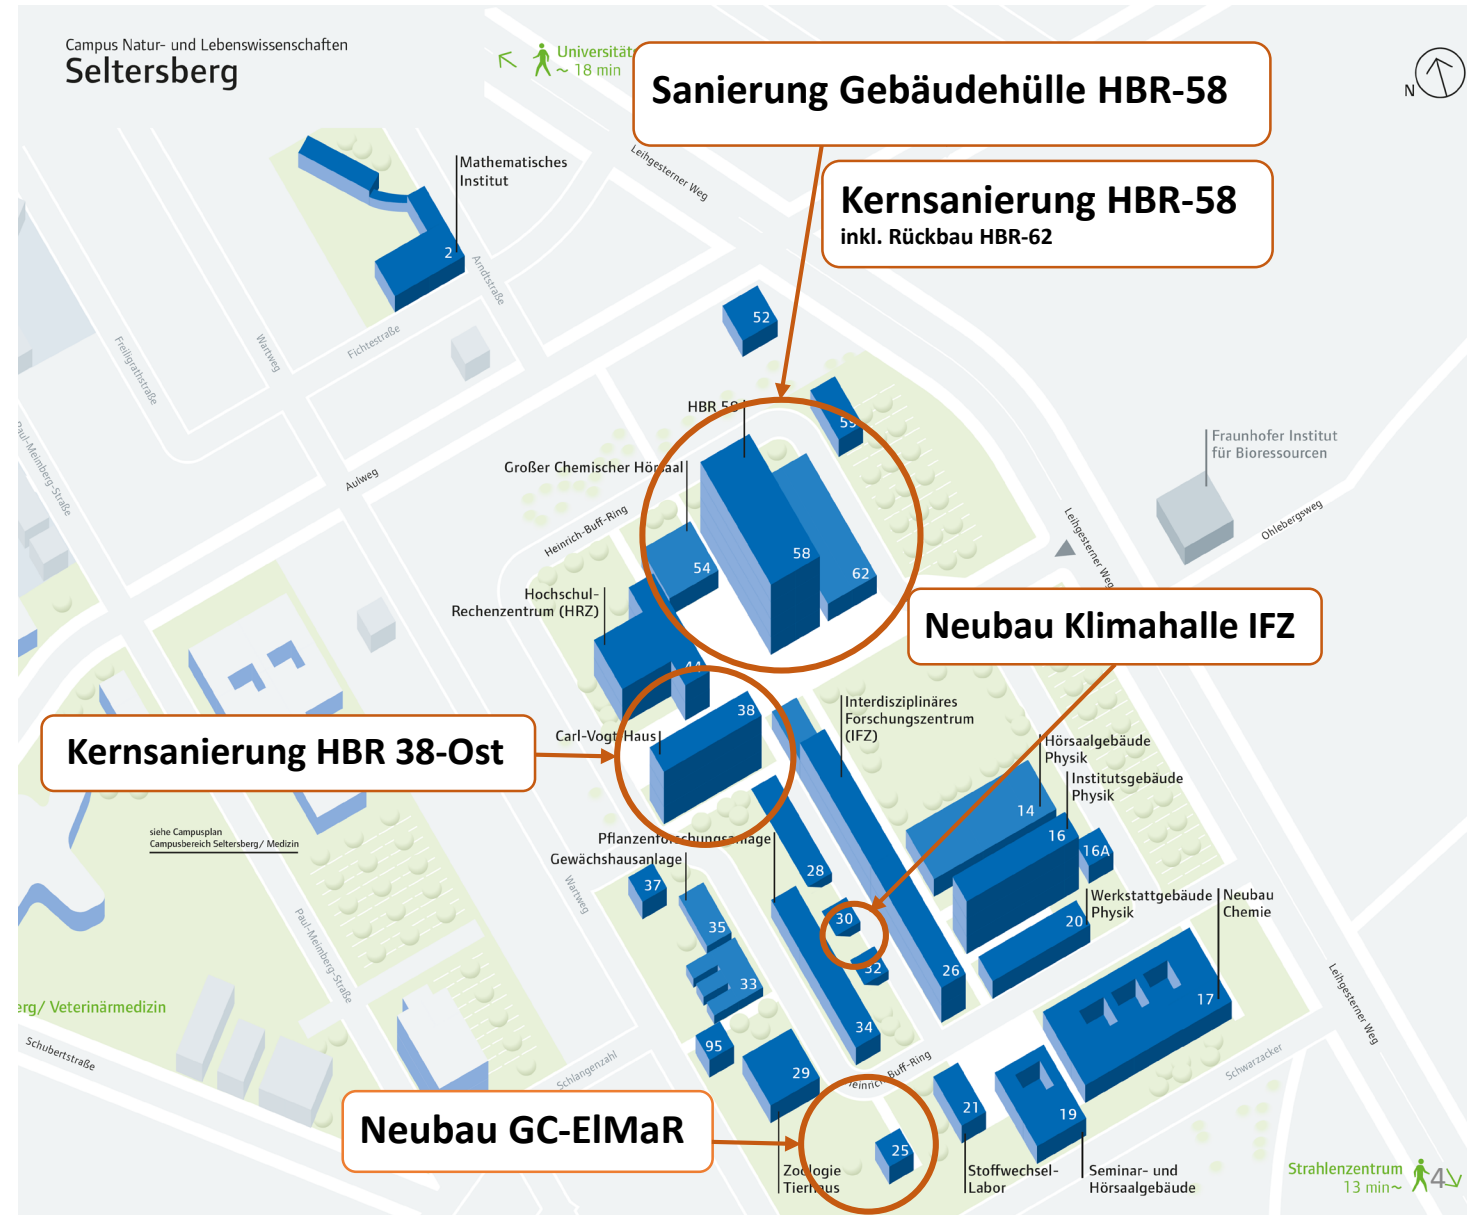 Campus Natur- und Lebenswissenschaften
Seltersberg
Universitäts
~ 18 min
N
Sanierung Gebäudehülle HBR-58
Kernsanierung HBR-58
inkl. Rückbau HBR-62
Leihgesterner Weg
Mathematisches
Institut
2
Arndtstraße
Fichtestraße
Wartweg
Freiligrathstraße
Paul-Meimberg-Straße
52
59
HBR 58
Großer Chemischer Hörsaal
Aulweg
Heinrich-Buff-Ring
Fraunhofer Institut
für Bioressourcen
Ohlebergsweg
Leihgesterner Weg
58
54
62
Hochschul-
Rechenzentrum (HRZ)
44
Neubau Klimahalle IFZ
Kernsanierung HBR 38-Ost
Carl-Vogt-Haus
38
Interdisziplinäres
Forschungszentrum
(IFZ)
Hörsaalgebäude
Physik
Institutsgebäude
Physik
14
16
16A
siehe Campusplan
Campusbereich Seltersberg/ Medizin
Pflanzenforschungsanlage
Gewächshausanlage
28
37
Wartweg
35
30
32
33
26
Werkstattgebäude
Physik
Neubau
Chemie
20
17
Paul-Meimberg-Straße
Leihgesterner Weg
erg/ Veterinärmedizin
Schubertstraße
34
95
29
Schlangenzahl
Heinrich-Buff-Ring
Schwarzacker
21
19
25
Neubau GC-ElMaR
Zoologie
Tierhaus
Stoffwechsel-
Labor
Seminar- und
Hörsaalgebäude
Strahlenzentrum
13 min~
4